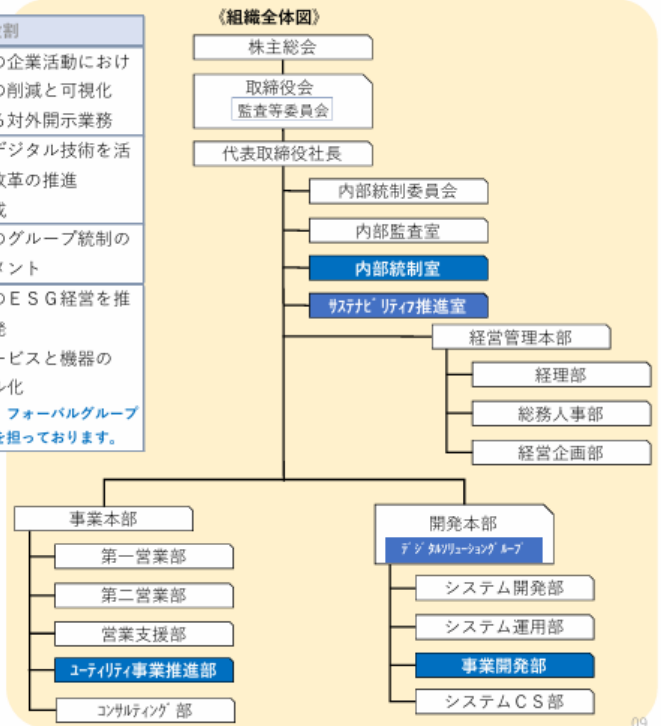 割
の企業活動におけ
の削減と可視化
る対外開示業務
デジタル技術を活
改革の推進
成
のグループ統制の
メント
のＥＳＧ経営を推
発
ービスと機器の
ル化
フォーバルグループ
を担っております。
《組織全体図》
株主総会
取締役会
監査等委員会
代表取締役社長
内部統制委員会
内部監査室
内部統制室
ｻｽﾃﾅﾋﾞﾘﾃｨｱ推進室
経営管理本部
経理部
総務人事部
経営企画部
事業本部
第一営業部
第二営業部
営業支援部
ﾕｰﾃｨﾘﾃｨ事業推進部
ｺﾝｻﾙﾃｨﾝｸﾞ部
開発本部
ﾃﾞｼﾞﾀﾙｿﾘｭｰｼｮﾝｸﾞﾙｰﾌﾟ
システム開発部
システム運用部
事業開発部
システムＣＳ部
09